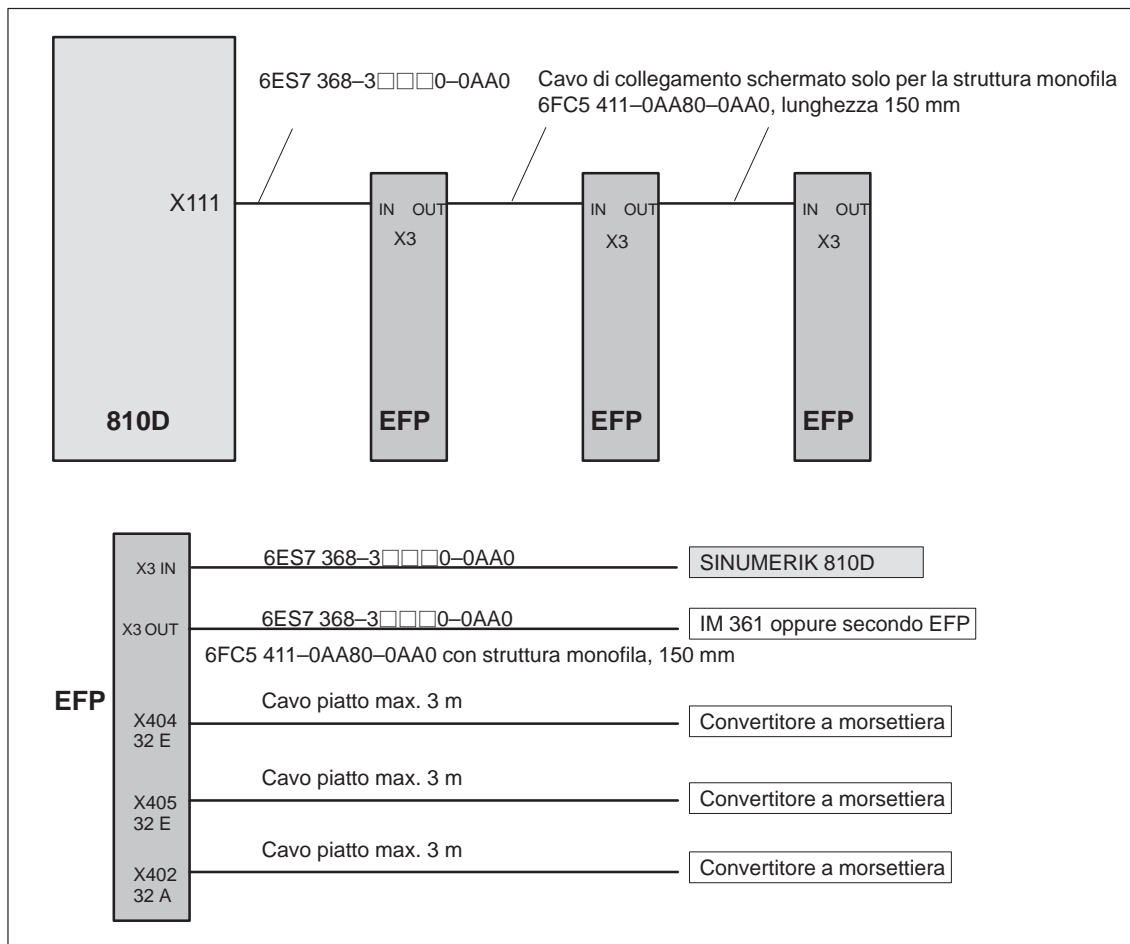 6ES7 368–3□□□0–0AA0
Cavo di collegamento schermato solo per la struttura monofila
6FC5 411–0AA80–0AA0, lunghezza 150 mm
X111
IN OUT
X3
IN OUT
X3
IN OUT
X3
810D
EFP
EFP
EFP
X3 IN
6ES7 368–3□□□0–0AA0
SINUMERIK 810D
X3 OUT
6ES7 368–3□□□0–0AA0
IM 361 oppure secondo EFP
6FC5 411–0AA80–0AA0 con struttura monofila, 150 mm
EFP
X404
32 E
Cavo piatto max. 3 m
Convertitore a morsettiera
X405
32 E
Cavo piatto max. 3 m
Convertitore a morsettiera
X402
32 A
Cavo piatto max. 3 m
Convertitore a morsettiera